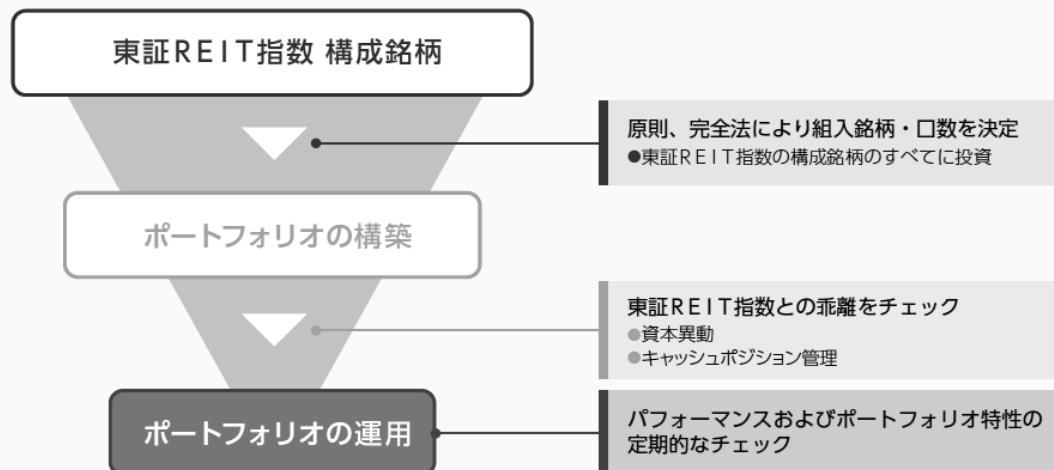 東証REIT指数 構成銘柄
原則、完全法により組入銘柄・口数を決定
●東証REIT指数の構成銘柄のすべてに投資
ポートフォリオの構築
東証REIT指数との乖離をチェック
●資本異動
●キャッシュポジション管理
ポートフォリオの運用
パフォーマンスおよびポートフォリオ特性の
定期的なチェック